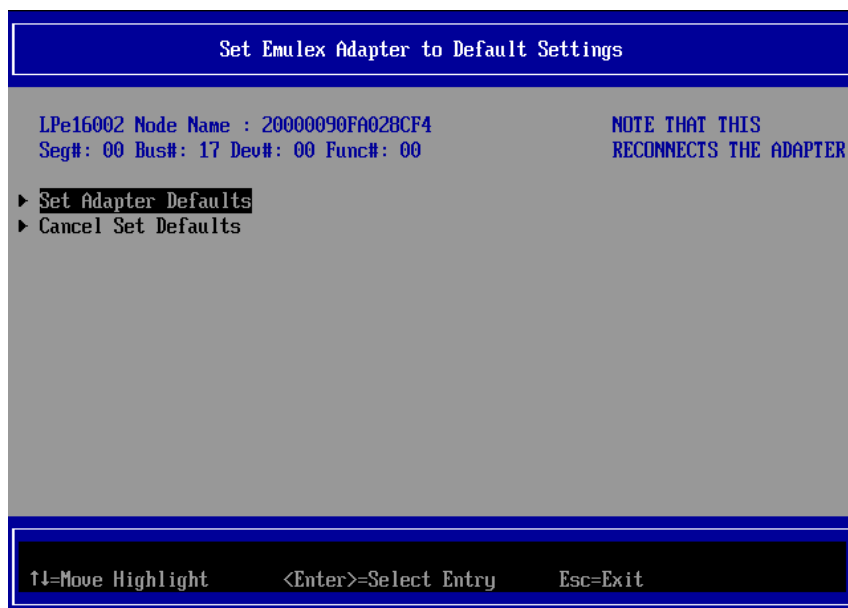 Set Emulex Adapter to Default Settings
LPe16002 Node Name : 20000090FA028CF4
Seg#: 00 Bus#: 17 Dev#: 00 Func#: 00
NOTE THAT THIS
RECONNECTS THE ADAPTER
Set Adapter Defaults
Cancel Set Defaults
↑↓=Move Highlight <Enter>=Select Entry Esc=Exit